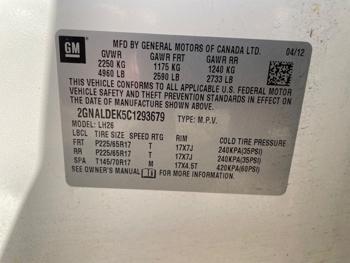 GM
MFD BY GENERAL MOTORS OF CANADA LTD. 04/12
GVWR GAWR FRT GAWR RR
2250 KG 1175 KG 1240 KG
4960 LB 2590 LB 2733 LB
THIS VEHICLE CONFORMS TO ALL APPLICABLE U.S. FEDERAL MOTOR
VEHICLE SAFETY AND THEFT PREVENTION STANDARDS IN EFFECT
ON THE DATE OF MANUFACTURE SHOWN ABOVE.
2GNALDEK5C1293679 TYPE: M.P.V.
MODEL: LH26
LBCL TIRE SIZE SPEED RTG RIM COLD TIRE PRESSURE
FRT P225/65R17 T 17X7J 240KPA(35PSI)
RR P225/65R17 T 17X7J 240KPA(35PSI)
SPA T145/70R17 M 17X4.5T 420KPA(60PSI)
SEE OWNER'S MANUAL FOR MORE INFORMATION